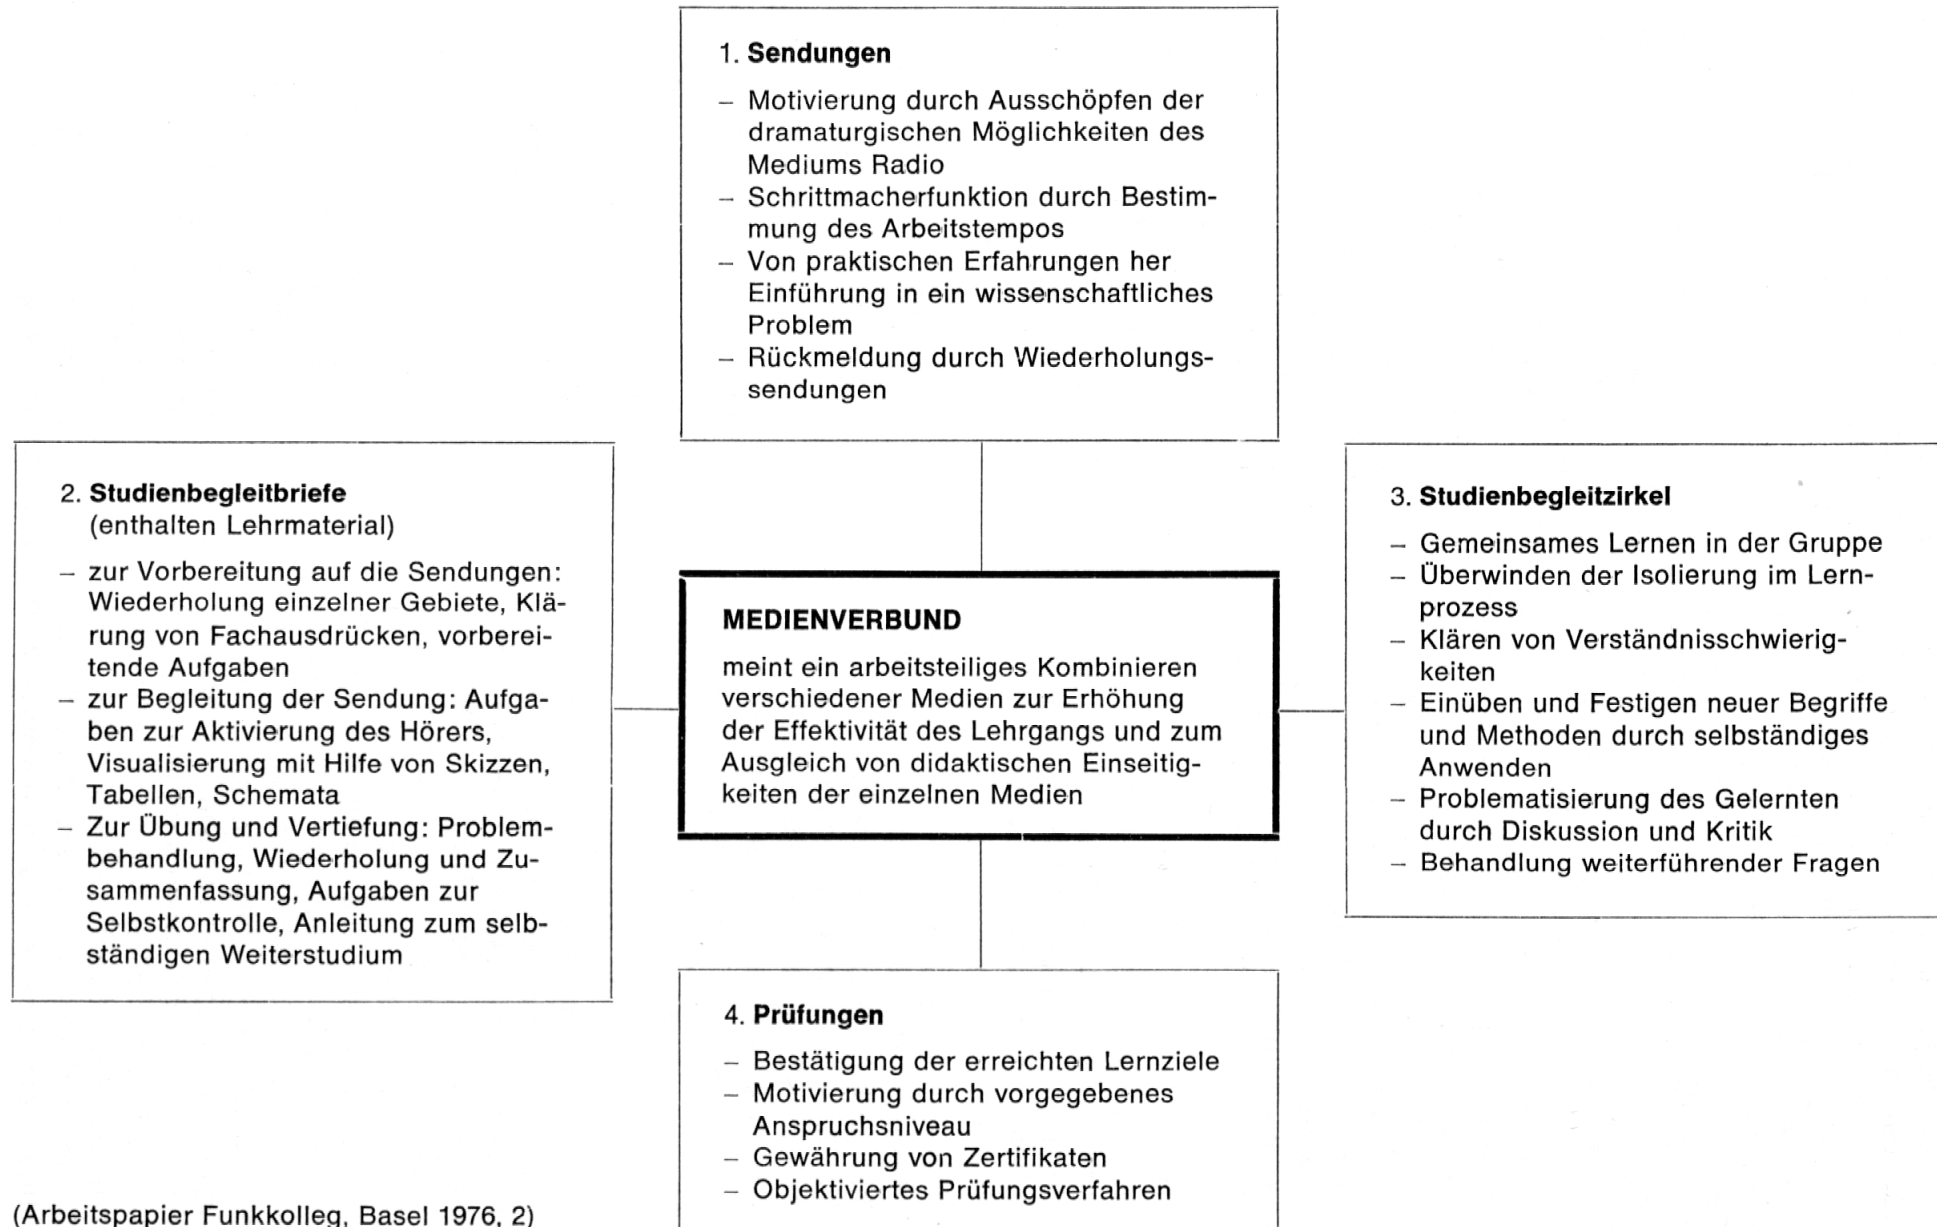 1. Sendungen
– Motivierung durch Ausschöpfen der
dramaturgischen Möglichkeiten des
Mediums Radio
– Schrittmacherfunktion durch Bestim-
mung des Arbeitstempos
– Von praktischen Erfahrungen her
Einführung in ein wissenschaftliches
Problem
– Rückmeldung durch Wiederholungs-
sendungen
2. Studienbegleitbriefe
(enthalten Lehrmaterial)
– zur Vorbereitung auf die Sendungen:
Wiederholung einzelner Gebiete, Klä-
rung von Fachausdrücken, vorberei-
tende Aufgaben
– zur Begleitung der Sendung: Aufga-
ben zur Aktivierung des Hörers,
Visualisierung mit Hilfe von Skizzen,
Tabellen, Schemata
– Zur Übung und Vertiefung: Problem-
behandlung, Wiederholung und Zu-
sammenfassung, Aufgaben zur
Selbstkontrolle, Anleitung zum selb-
ständigen Weiterstudium
MEDIENVERBUND
meint ein arbeitsteiliges Kombinieren
verschiedener Medien zur Erhöhung
der Effektivität des Lehrgangs und zum
Ausgleich von didaktischen Einseitig-
keiten der einzelnen Medien
3. Studienbegleitzirkel
– Gemeinsames Lernen in der Gruppe
– Überwinden der Isolierung im Lern-
prozess
– Klären von Verständnisschwierig-
keiten
– Einüben und Festigen neuer Begriffe
und Methoden durch selbständiges
Anwenden
– Problematisierung des Gelernten
durch Diskussion und Kritik
– Behandlung weiterführender Fragen
4. Prüfungen
– Bestätigung der erreichten Lernziele
– Motivierung durch vorgegebenes
Anspruchsniveau
– Gewährung von Zertifikaten
– Objektiviertes Prüfungsverfahren
(Arbeitspapier Funkkolleg, Basel 1976, 2)